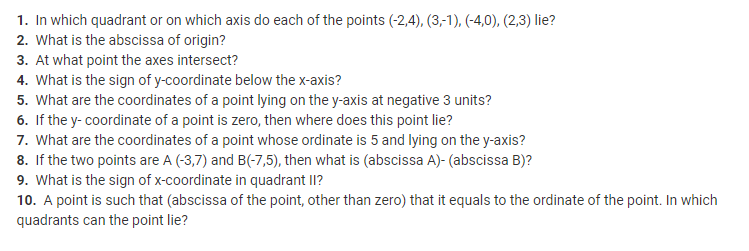 1. In which quadrant or on which axis do each of the points (-2,4), (3,-1), (-4,0), (2,3) lie?
2. What is the abscissa of origin?
3. At what point the axes intersect?
4. What is the sign of y-coordinate below the x-axis?
5. What are the coordinates of a point lying on the y-axis at negative 3 units?
6. If the y- coordinate of a point is zero, then where does this point lie?
7. What are the coordinates of a point whose ordinate is 5 and lying on the y-axis?
8. If the two points are A (-3,7) and B(-7,5), then what is (abscissa A)- (abscissa B)?
9. What is the sign of x-coordinate in quadrant II?
10. A point is such that (abscissa of the point, other than zero) that it equals to the ordinate of the point. In which
quadrants can the point lie?